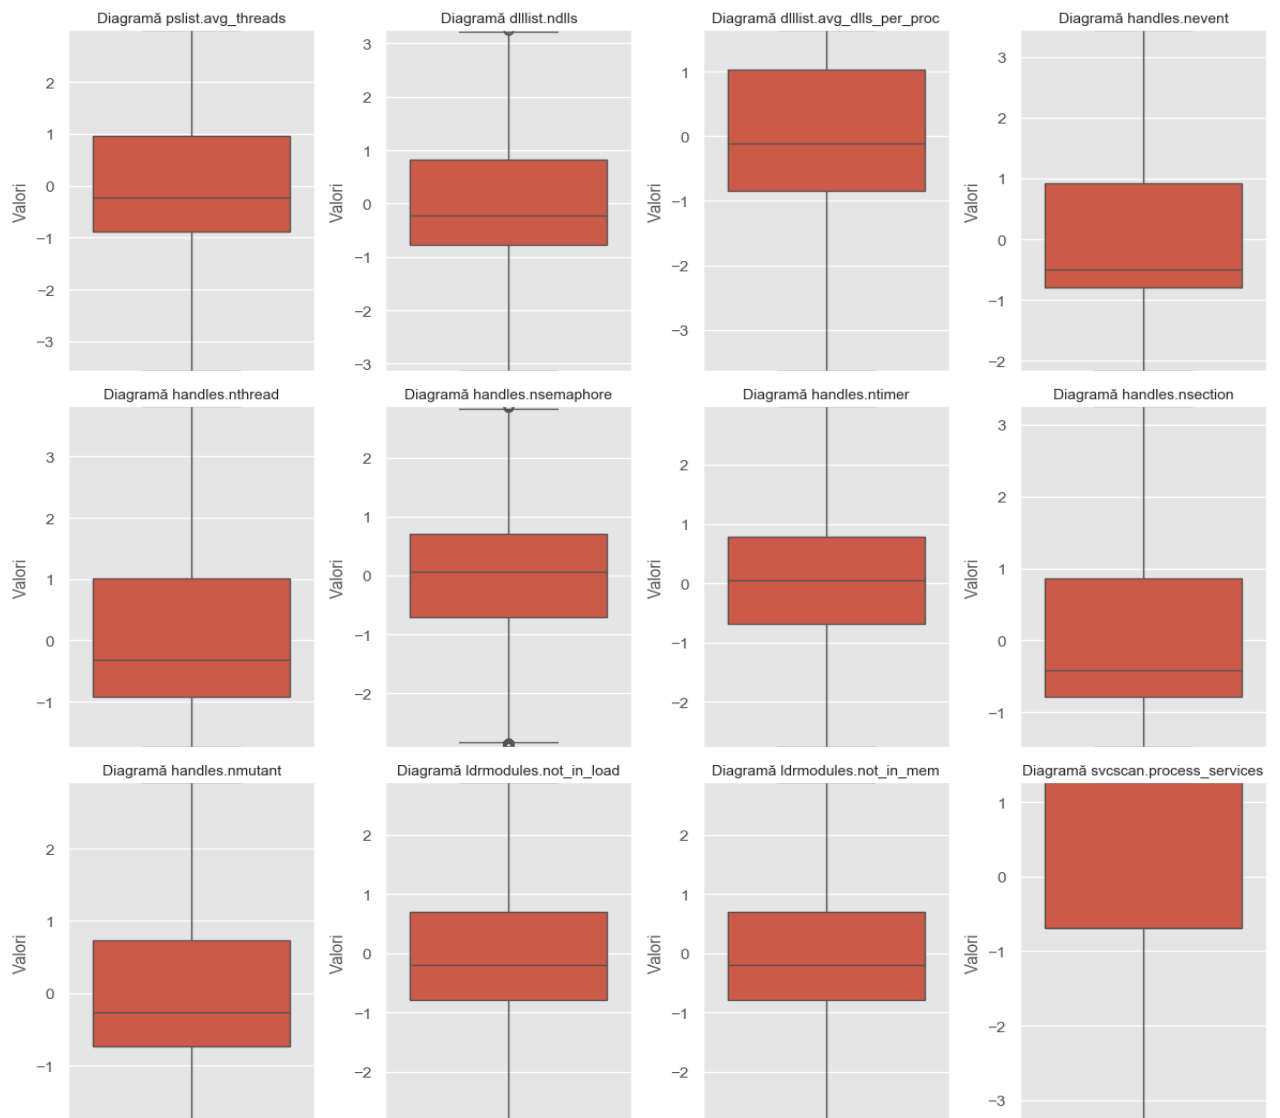 Diagramă pslist.avg_threads
Valori
2
1
0
−1
−2
−3
Diagramă dlllist.ndlls
Valori
3
2
1
0
−1
−2
−3
Diagramă dlllist.avg_dlls_per_proc
Valori
1
0
−1
−2
−3
Diagramă handles.nevent
Valori
3
2
1
0
−1
−2
Diagramă handles.nthread
Valori
3
2
1
0
−1
Diagramă handles.nsemaphore
Valori
2
1
0
−1
−2
Diagramă handles.ntimer
Valori
2
1
0
−1
−2
Diagramă handles.nsection
Valori
3
2
1
0
−1
Diagramă handles.nmutant
Valori
2
1
0
−1
Diagramă ldrmodules.not_in_load
Valori
2
1
0
−1
−2
Diagramă ldrmodules.not_in_mem
Valori
2
1
0
−1
−2
Diagramă svcscan.process_services
Valori
1
0
−1
−2
−3